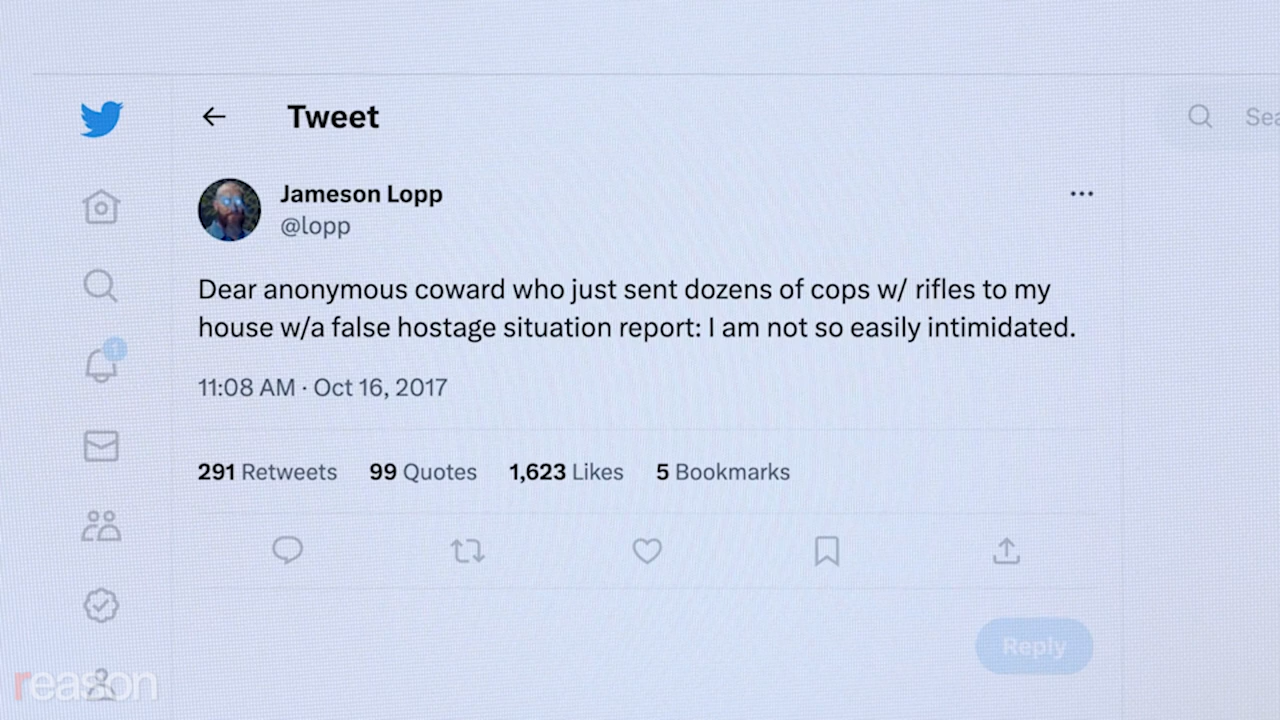 Tweet
Sea
Jameson Lopp
@lopp
Dear anonymous coward who just sent dozens of cops w/ rifles to my
house w/a false hostage situation report: I am not so easily intimidated.
1
11:08 AM · Oct 16, 2017
291 Retweets 99 Quotes 1,623 Likes 5 Bookmarks
Reply
reason